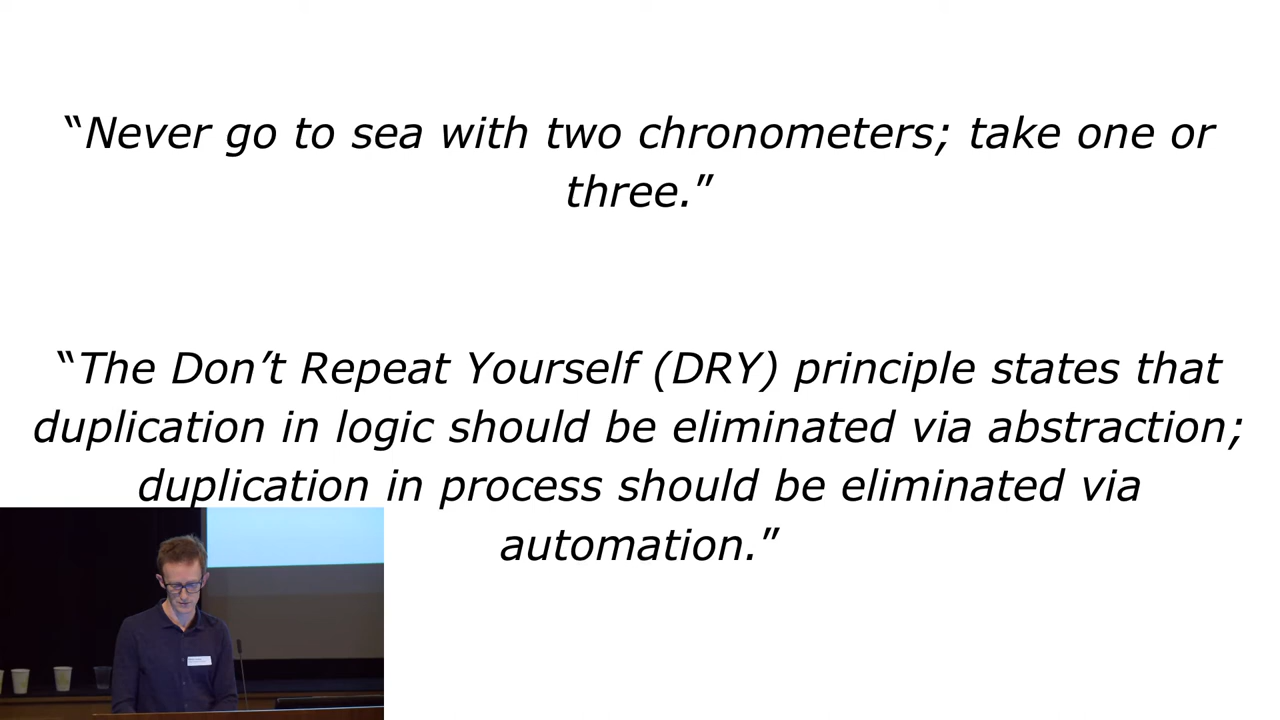 “Never go to sea with two chronometers; take one or
three.”
“The Don’t Repeat Yourself (DRY) principle states that
duplication in logic should be eliminated via abstraction;
duplication in process should be eliminated via
automation.”